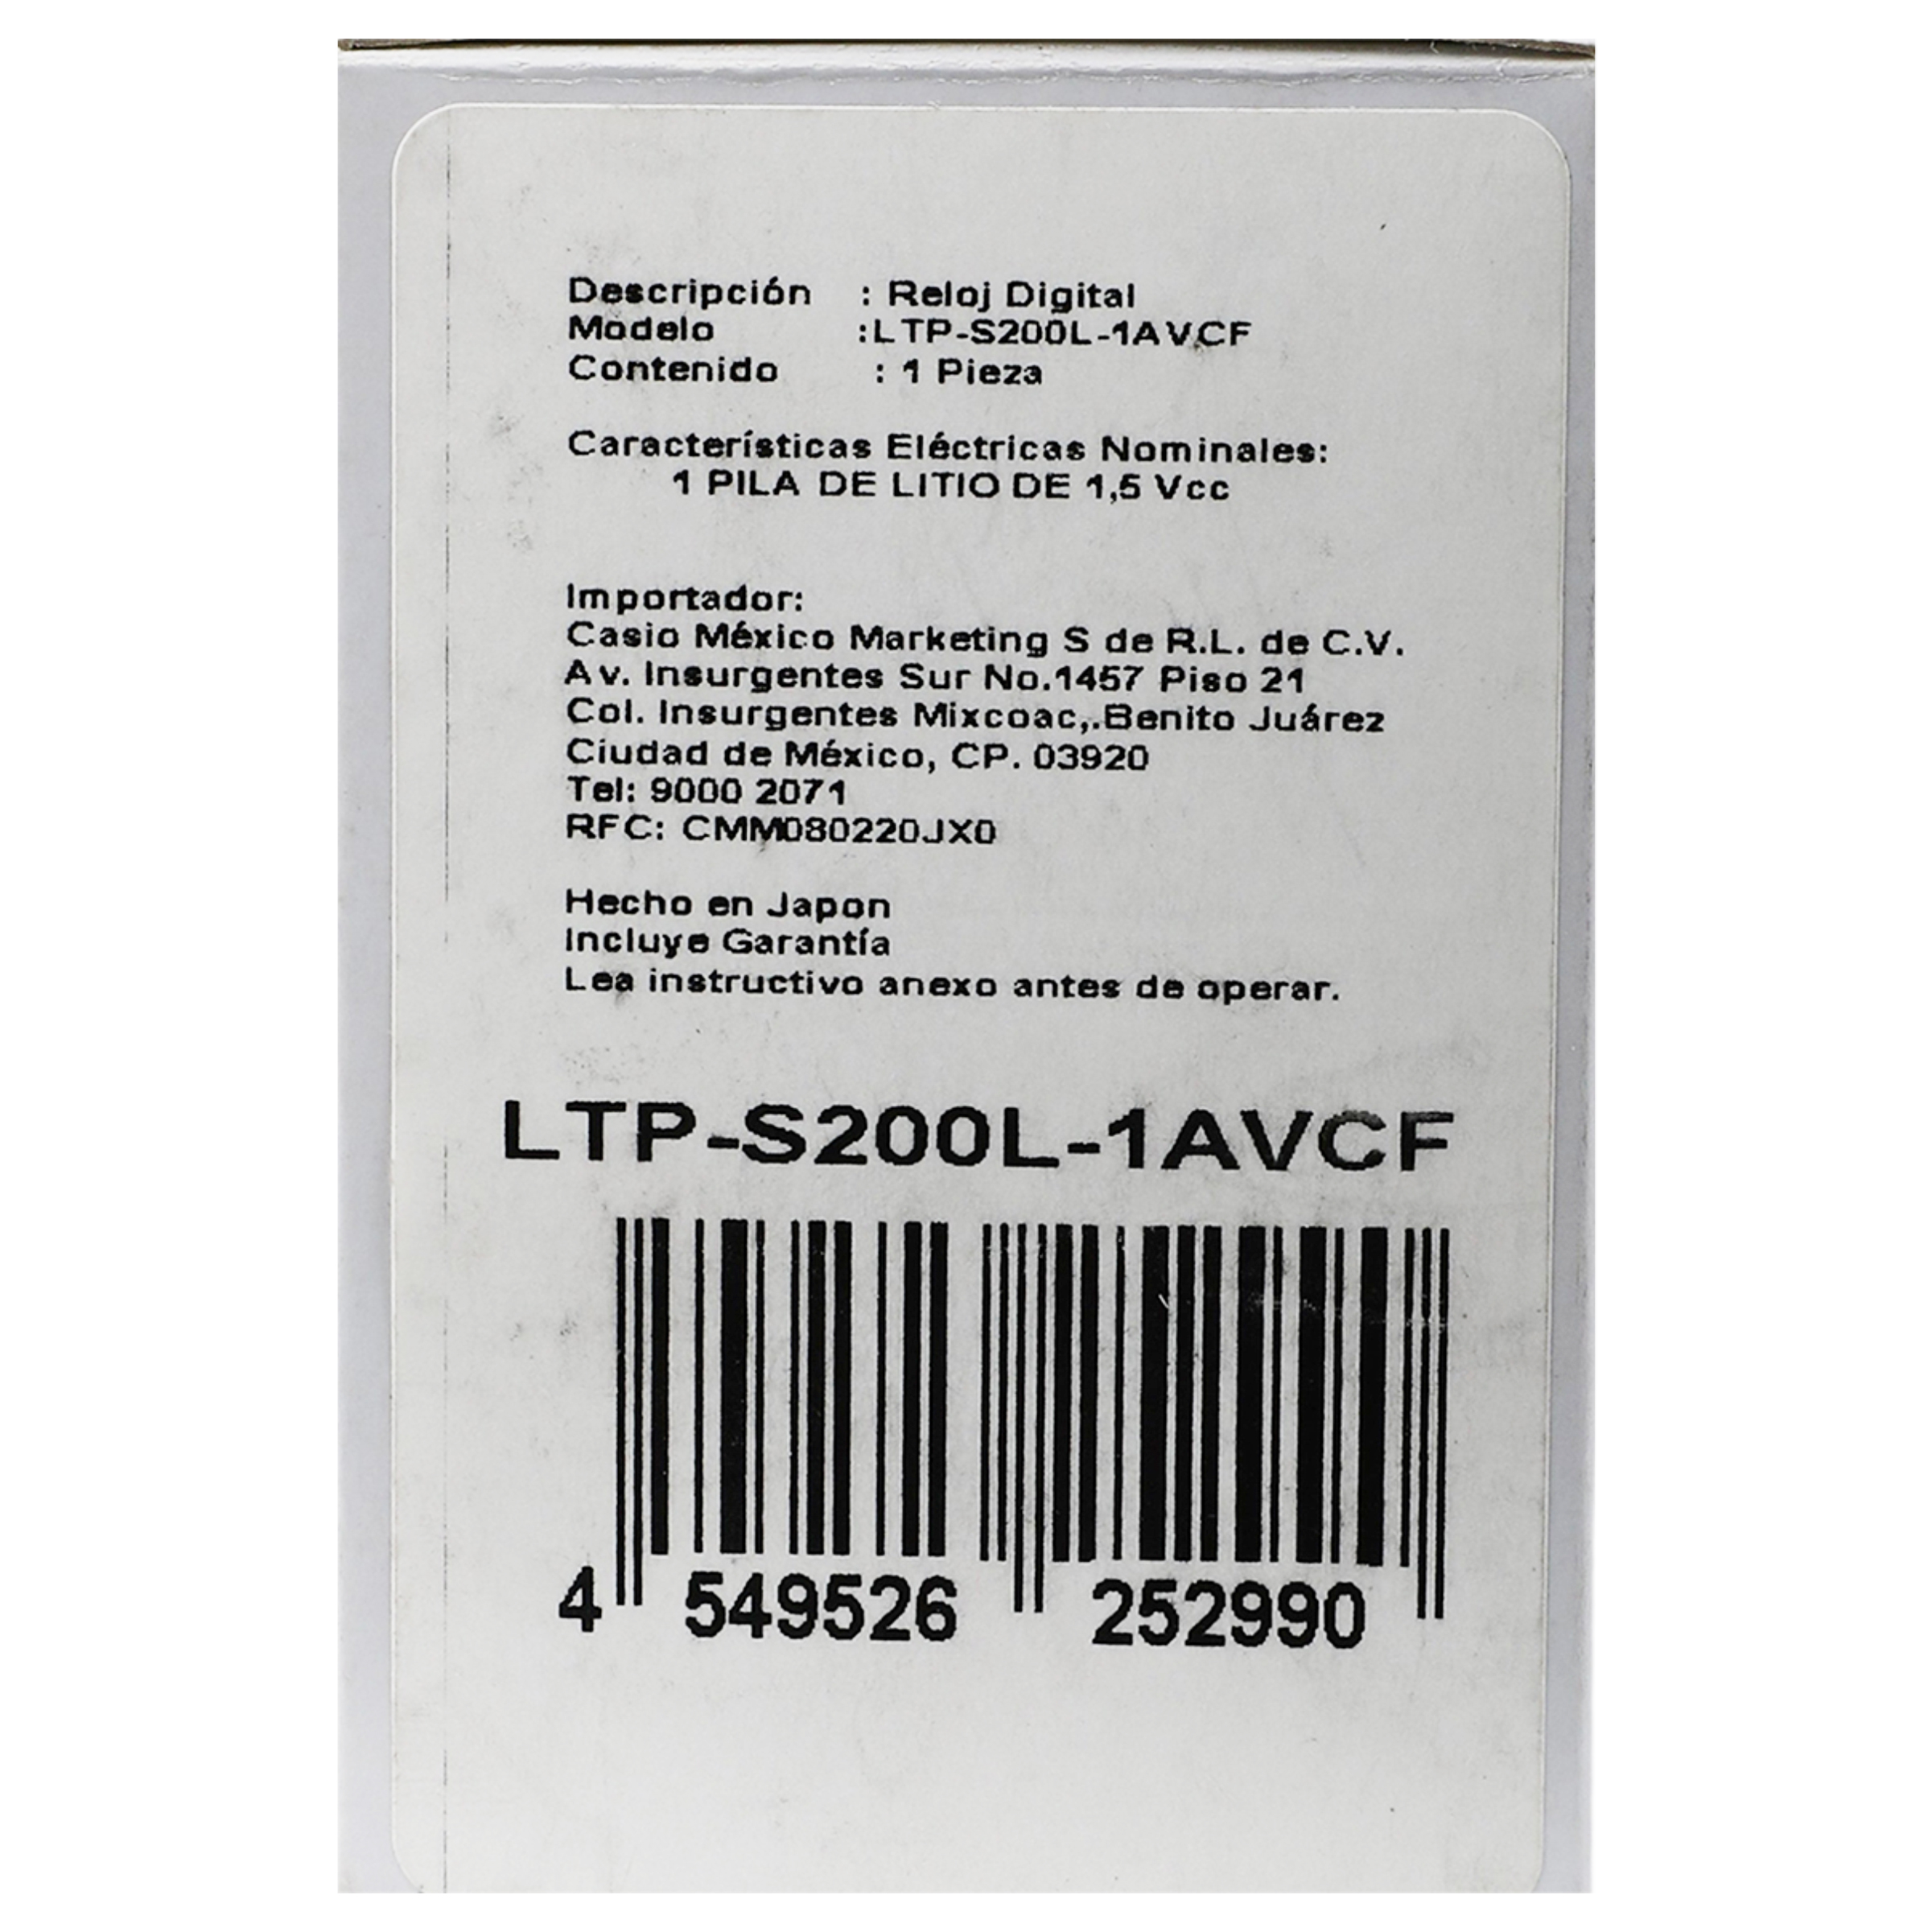 Descripción : Reloj Digital
Modelo :LTP-S200L-1AVCF
Contenido : 1 Pieza
Características Eléctricas Nominales:
1 PILA DE LITIO DE 1,5 Vcc
Importador:
Casio México Marketing S de R.L. de C.V.
Av. Insurgentes Sur No.1457 Piso 21
Col. Insurgentes Mixcoac,.Benito Juárez
Ciudad de México, CP. 03920
Tel: 9000 2071
RFC: CMM080220JX0
Hecho en Japon
Incluye Garantía
Lea instructivo anexo antes de operar.
LTP-S200L-1AVCF
4 549526 252990